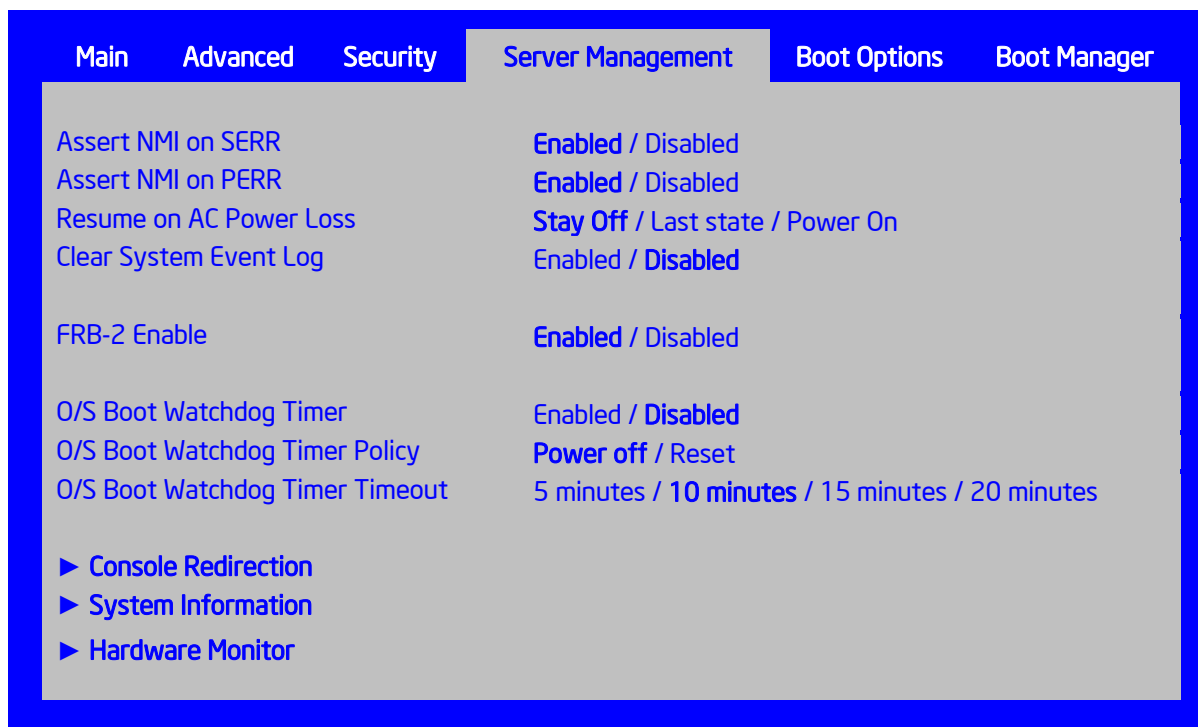 Main Advanced Security Server Management Boot Options Boot Manager
Assert NMI on SERR Enabled / Disabled
Assert NMI on PERR Enabled / Disabled
Resume on AC Power Loss Stay Off / Last state / Power On
Clear System Event Log Enabled / Disabled
FRB-2 Enable Enabled / Disabled
O/S Boot Watchdog Timer Enabled / Disabled
O/S Boot Watchdog Timer Policy Power off / Reset
O/S Boot Watchdog Timer Timeout 5 minutes / 10 minutes / 15 minutes / 20 minutes
► Console Redirection
► System Information
► Hardware Monitor